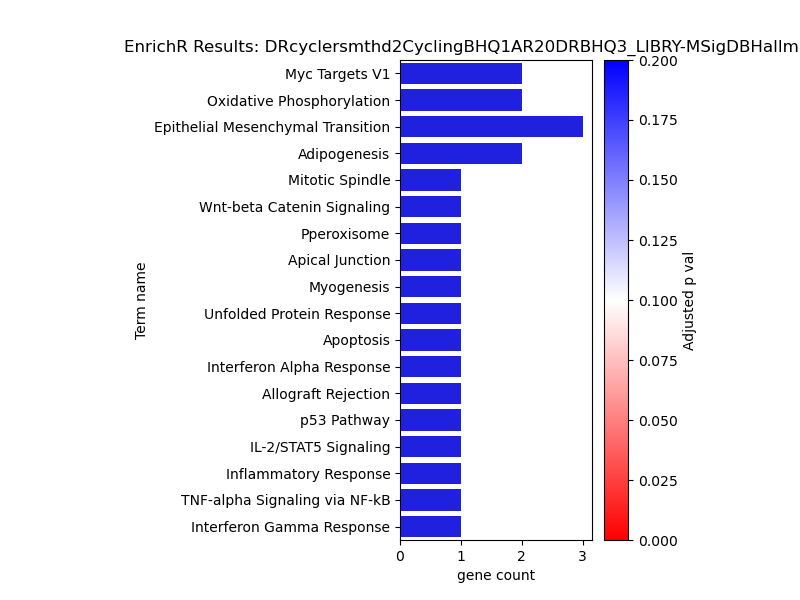 EnrichR Results: DRcyclersmthd2CyclingBHQ1AR20DRBHQ3_LIBRY-MSigDBHallm
Term name
Myc Targets V1
Oxidative Phosphorylation
Epithelial Mesenchymal Transition
Adipogenesis
Mitotic Spindle
Wnt-beta Catenin Signaling
Pperoxisome
Apical Junction
Myogenesis
Unfolded Protein Response
Apoptosis
Interferon Alpha Response
Allograft Rejection
p53 Pathway
IL-2/STAT5 Signaling
Inflammatory Response
TNF-alpha Signaling via NF-kB
Interferon Gamma Response
0 1 2 3
gene count
0.200
0.175
0.150
0.125
0.100
0.075
0.050
0.025
0.000
Adjusted p val